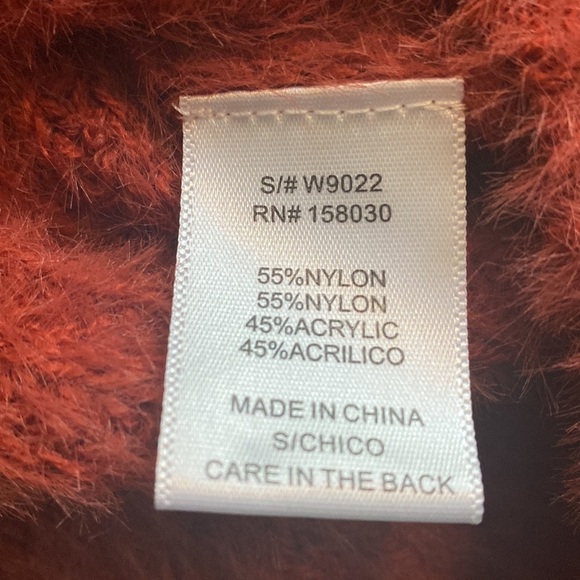 S/# W9022
RN# 158030
55%NYLON
55%NYLON
45%ACRYLIC
45%ACRILICO
MADE IN CHINA
S/CHICO
CARE IN THE BACK